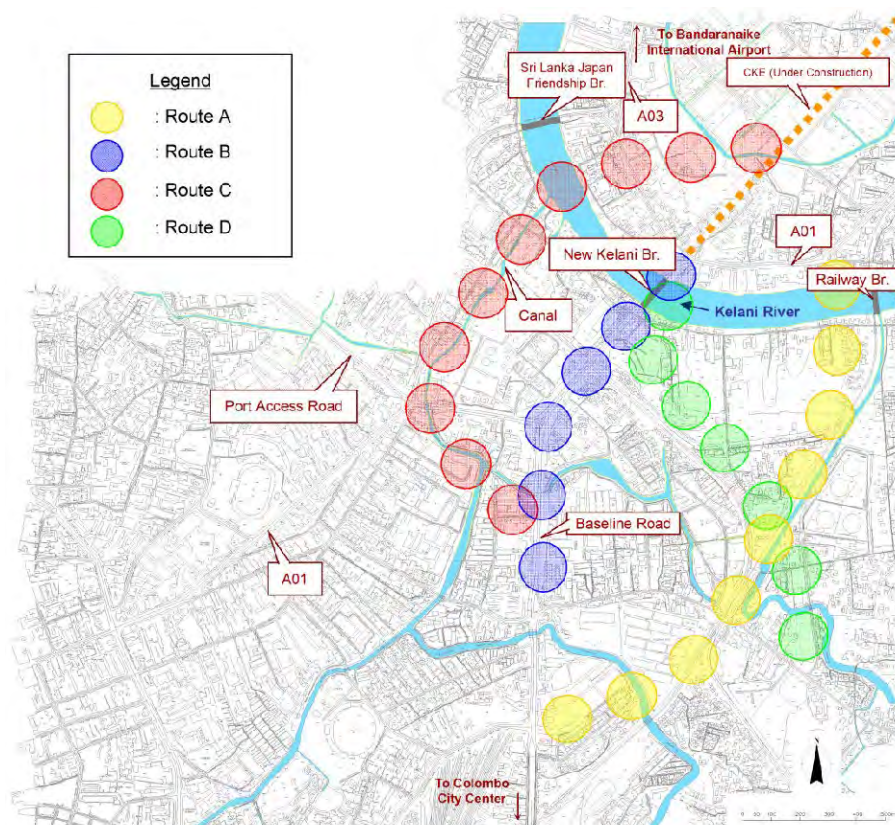 Legend
: Route A
: Route B
: Route C
: Route D
To Bandaranaike
International Airport
Sri Lanka Japan
Friendship Br.
CKE (Under Construction)
A03
A01
New Kelani Br.
Railway Br.
Kelani River
Canal
Port Access Road
Baseline Road
A01
To Colombo
City Center
N